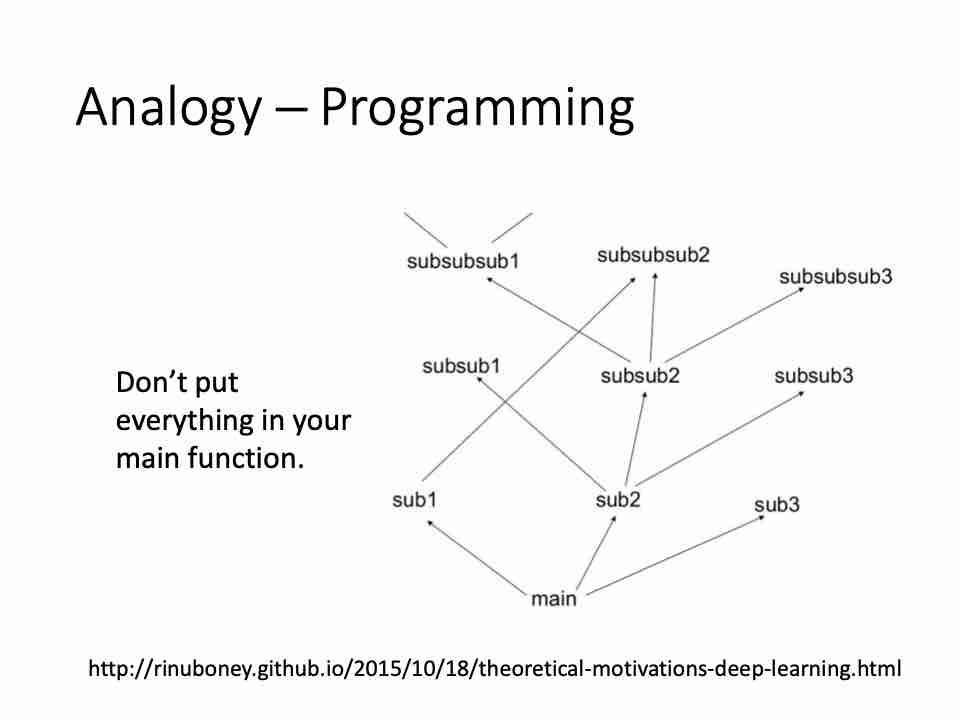 Analogy – Programming
subsubsub1
subsubsub2
subsubsub3
subsub1
subsub2
subsub3
Don’t put
everything in your
main function.
sub1
sub2
sub3
main
http://rinuboney.github.io/2015/10/18/theoretical-motivations-deep-learning.html